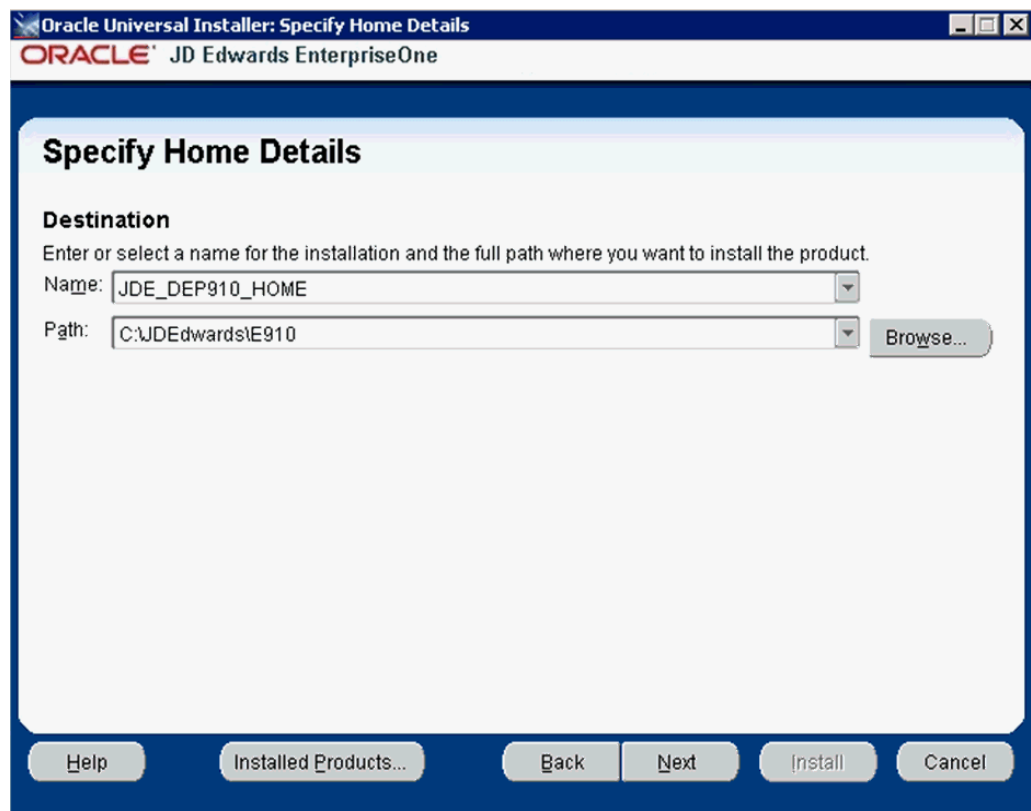 Oracle Universal Installer: Specify Home Details
ORACLE JD Edwards EnterpriseOne
Specify Home Details
Destination
Enter or select a name for the installation and the full path where you want to install the product.
Name: JDE_DEP910_HOME
Path: C:\JDEdwards\E910 Browse...
Help Installed Products... Back Next Install Cancel